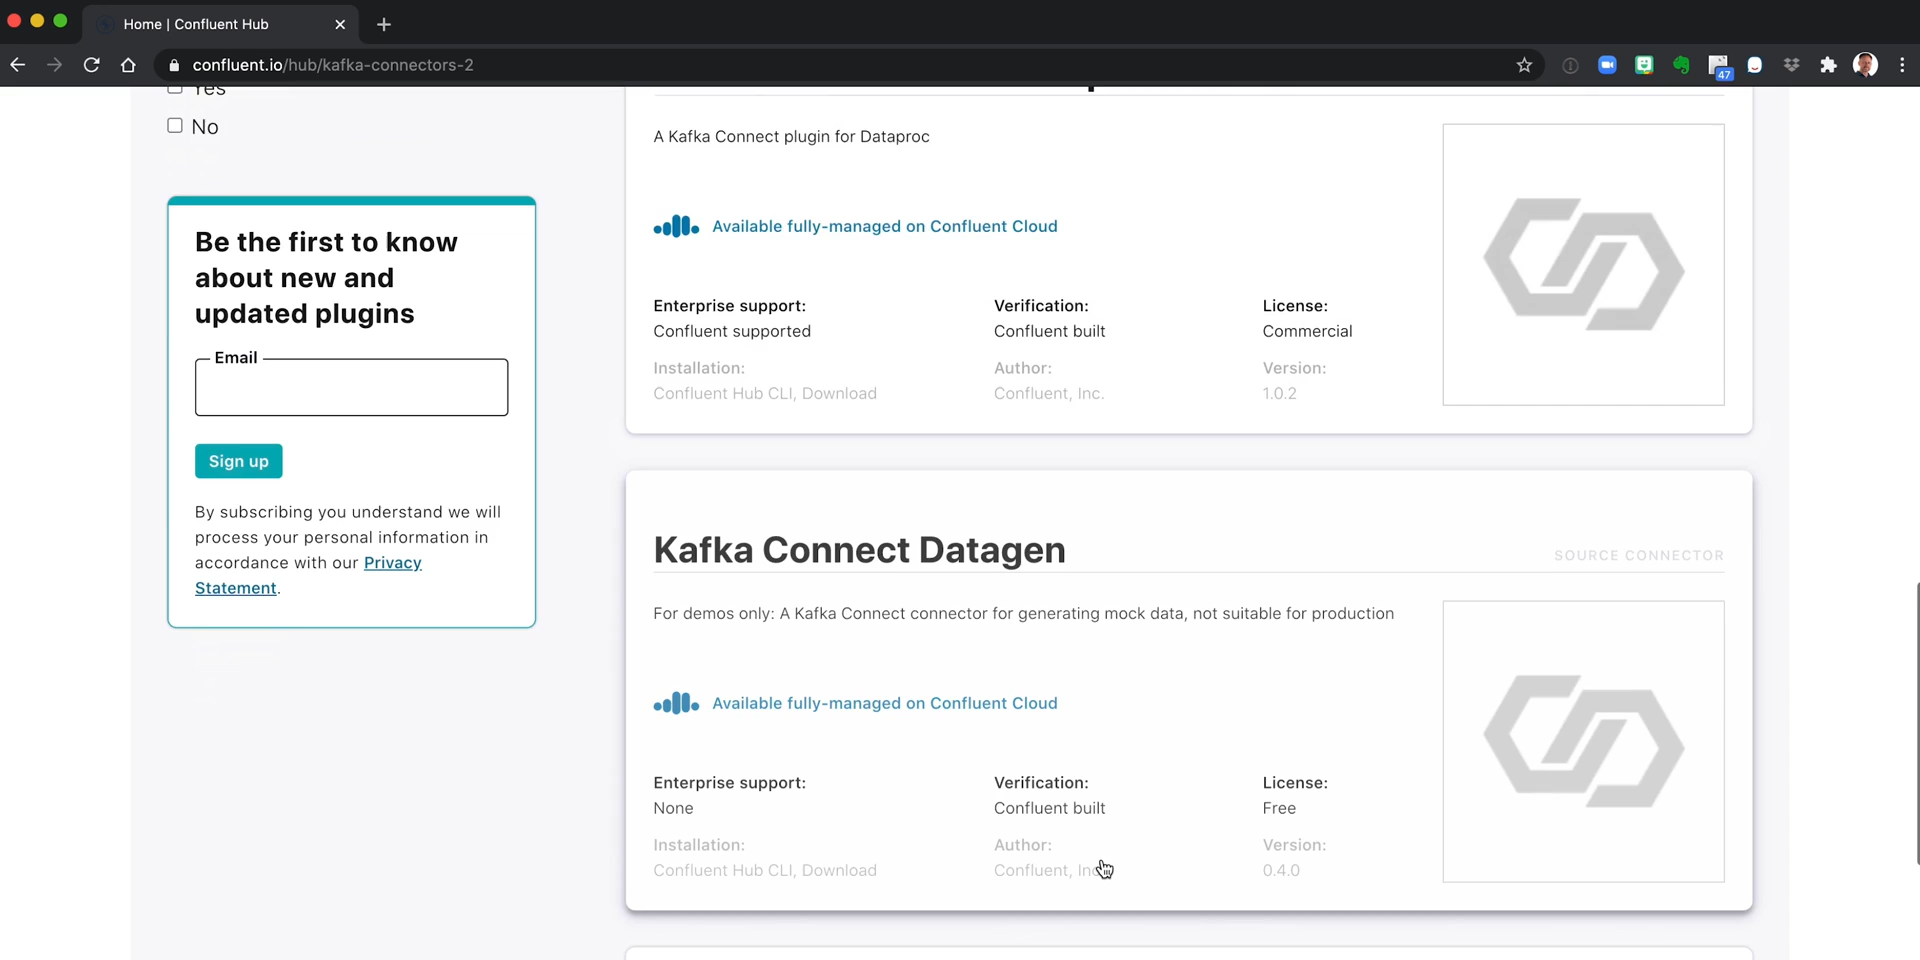 Home | Confluent Hub
confluent.io/hub/kafka-connectors-2
47
Yes
No
Be the first to know
about new and
updated plugins
Email
Sign up
By subscribing you understand we will
process your personal information in
accordance with our Privacy
Statement.
A Kafka Connect plugin for Dataproc
Available fully-managed on Confluent Cloud
Enterprise support:
Confluent supported
Verification:
Confluent built
License:
Commercial
Installation:
Confluent Hub CLI, Download
Author:
Confluent, Inc.
Version:
1.0.2
Kafka Connect Datagen
SOURCE CONNECTOR
For demos only: A Kafka Connect connector for generating mock data, not suitable for production
Available fully-managed on Confluent Cloud
Enterprise support:
None
Verification:
Confluent built
License:
Free
Installation:
Confluent Hub CLI, Download
Author:
Confluent, Inc.
Version:
0.4.0